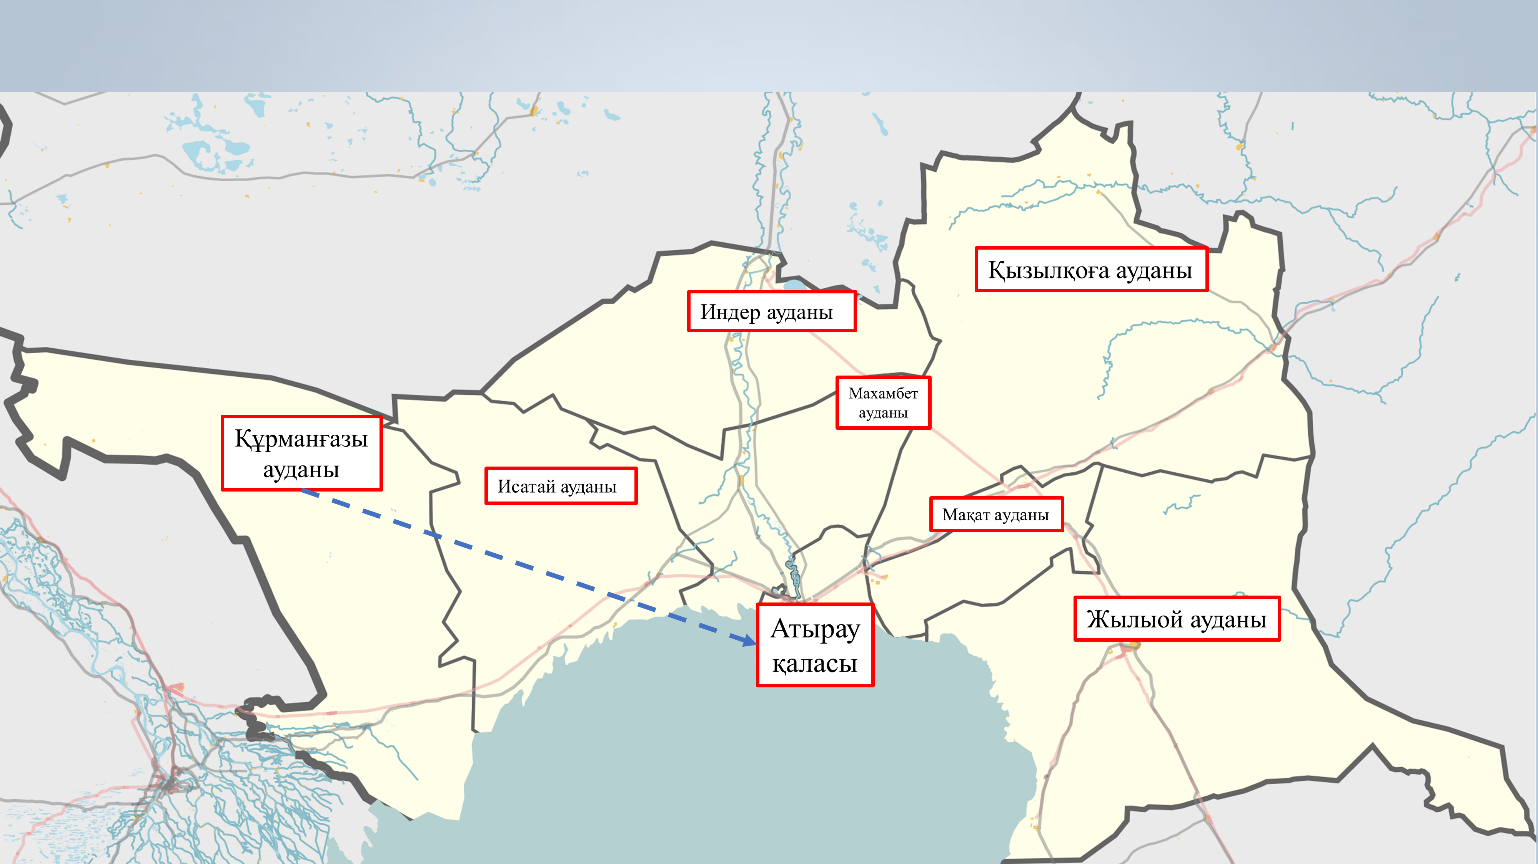 Қызылқоға ауданы
Индер ауданы
Махамбет
ауданы
Құрманғазы
ауданы
Исатай ауданы
Мақат ауданы
Жылыой ауданы
Атырау
қаласы